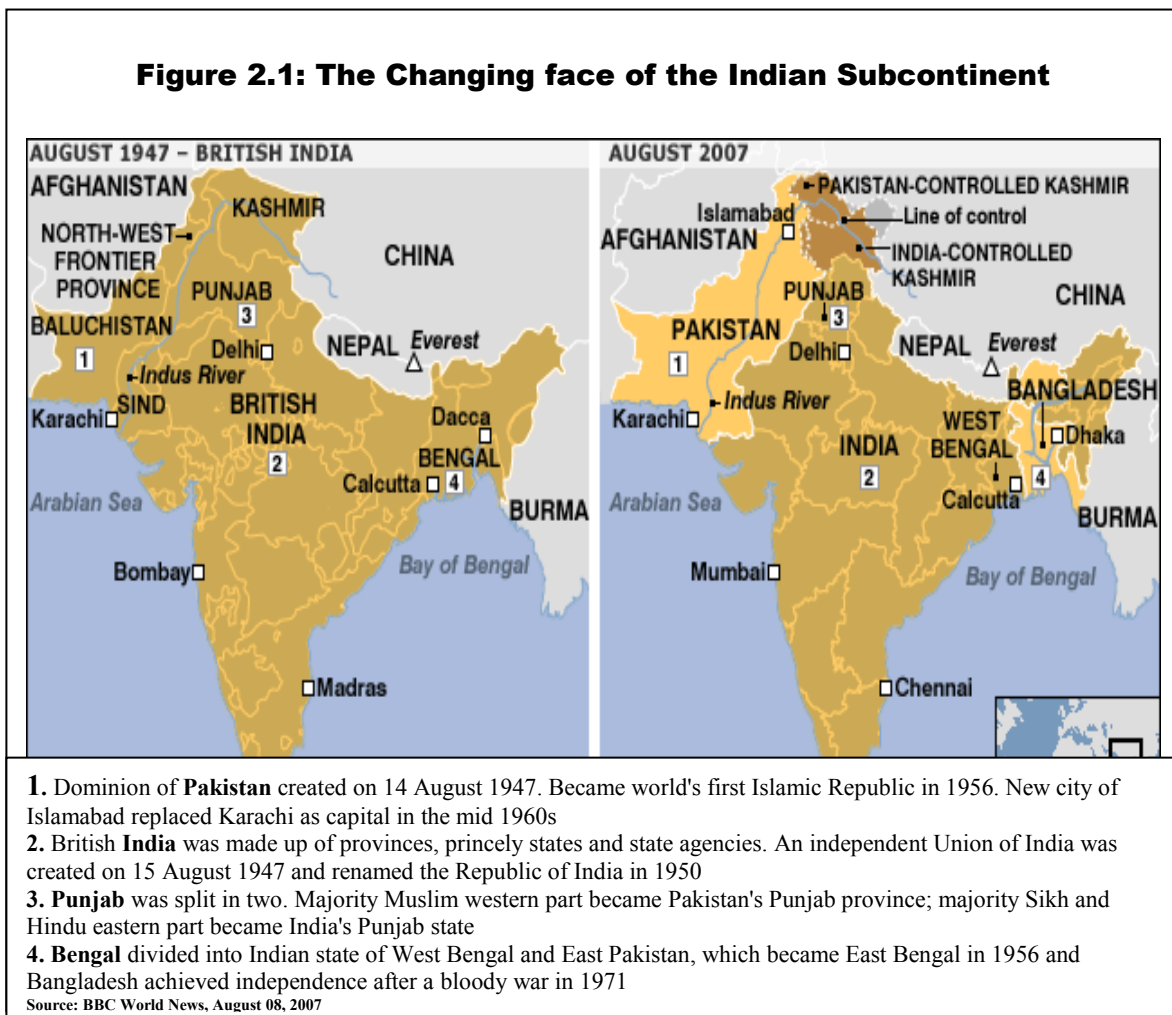 Figure 2.1: The Changing face of the Indian Subcontinent
AUGUST 1947 – BRITISH INDIA
AFGHANISTAN
KASHMIR
NORTH-WEST
FRONTIER
PROVINCE
CHINA
PUNJAB
3
BALUCHISTAN
1
Delhi
NEPAL
Everest
Indus River
Karachi
SIND
BRITISH
INDIA
2
Dacca
BENGAL
4
Calcutta
Arabian Sea
BURMA
Bombay
Bay of Bengal
Madras
AUGUST 2007
PAKISTAN-CONTROLLED KASHMIR
Islamabad
Line of control
AFGHANISTAN
INDIA-CONTROLLED
KASHMIR
CHINA
PUNJAB
3
PAKISTAN
1
Delhi
NEPAL
Everest
Indus River
BANGLADESH
Karachi
WEST
BENGAL
Dhaka
INDIA
2
4
Calcutta
Arabian Sea
BURMA
Mumbai
Bay of Bengal
Chennai
1. Dominion of Pakistan created on 14 August 1947. Became world's first Islamic Republic in 1956. New city of
Islamabad replaced Karachi as capital in the mid 1960s
2. British India was made up of provinces, princely states and state agencies. An independent Union of India was
created on 15 August 1947 and renamed the Republic of India in 1950
3. Punjab was split in two. Majority Muslim western part became Pakistan's Punjab province; majority Sikh and
Hindu eastern part became India's Punjab state
4. Bengal divided into Indian state of West Bengal and East Pakistan, which became East Bengal in 1956 and
Bangladesh achieved independence after a bloody war in 1971
Source: BBC World News, August 08, 2007